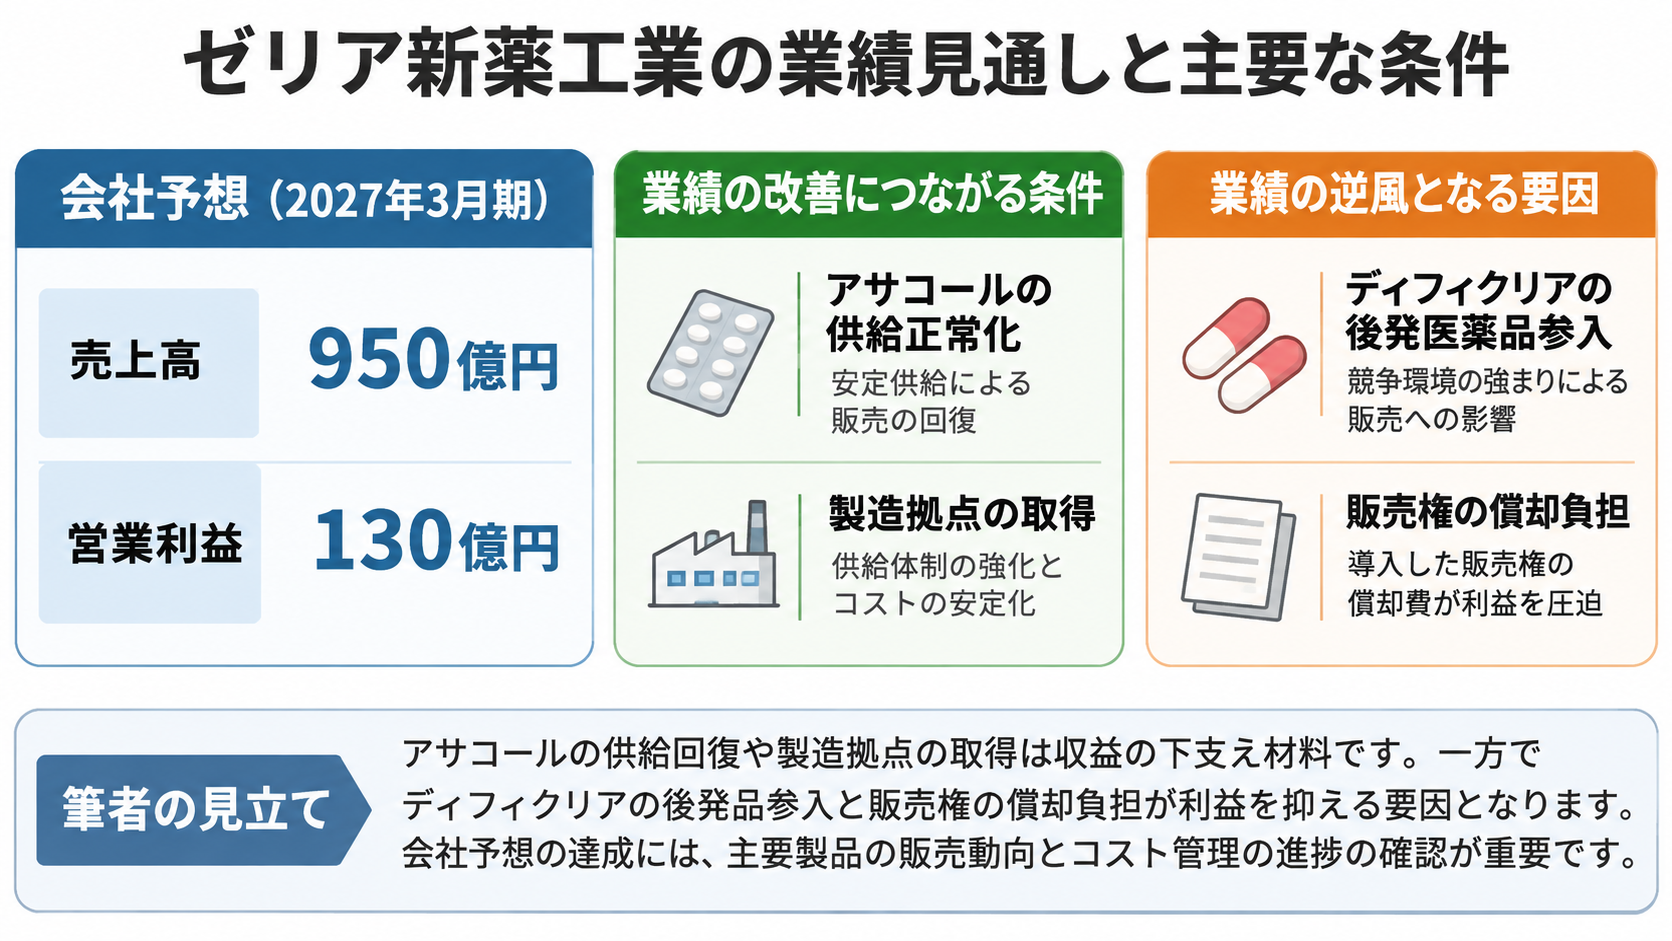 ゼリア新薬工業の業績見通しと主要な条件
会社予想（2027年3月期）
売上高
950億円
営業利益
130億円
業績の改善につながる条件
アサコールの
供給正常化
安定供給による
販売の回復
製造拠点の取得
供給体制の強化と
コストの安定化
業績の逆風となる要因
ディフィクリアの
後発医薬品参入
競争環境の強まりによる
販売への影響
販売権の償却負担
導入した販売権の
償却費が利益を圧迫
筆者の見立て
アサコールの供給回復や製造拠点の取得は収益の下支え材料です。一方で
ディフィクリアの後発品参入と販売権の償却負担が利益を抑える要因となります。
会社予想の達成には、主要製品の販売動向とコスト管理の進捗の確認が重要です。